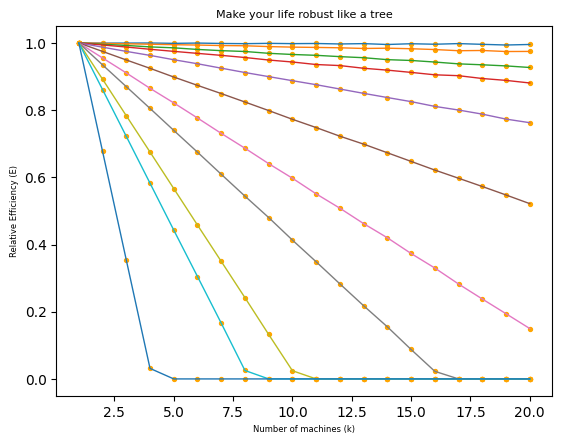 Make your life robust like a tree
Relative Efficiency (E)
1.0
0.8
0.6
0.4
0.2
0.0
2.5 5.0 7.5 10.0 12.5 15.0 17.5 20.0
Number of machines (k)